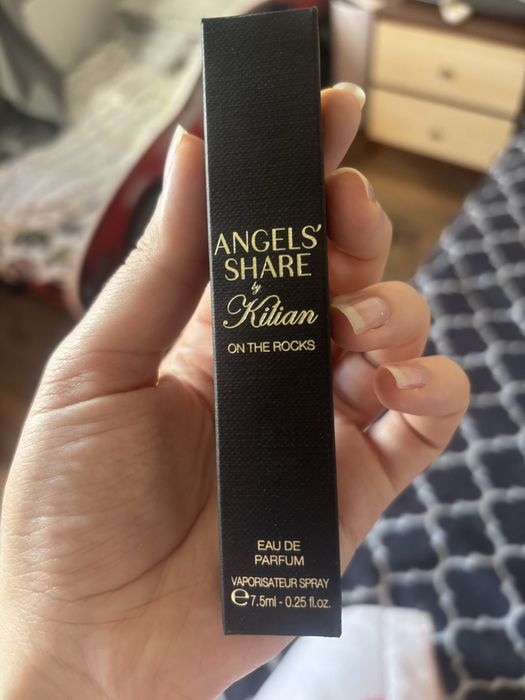 ANGELS'
SHARE
by
Kilian
ON THE ROCKS
EAU DE
PARFUM
VAPORISATEUR SPRAY
℮7.5ml - 0.25 fl.oz.